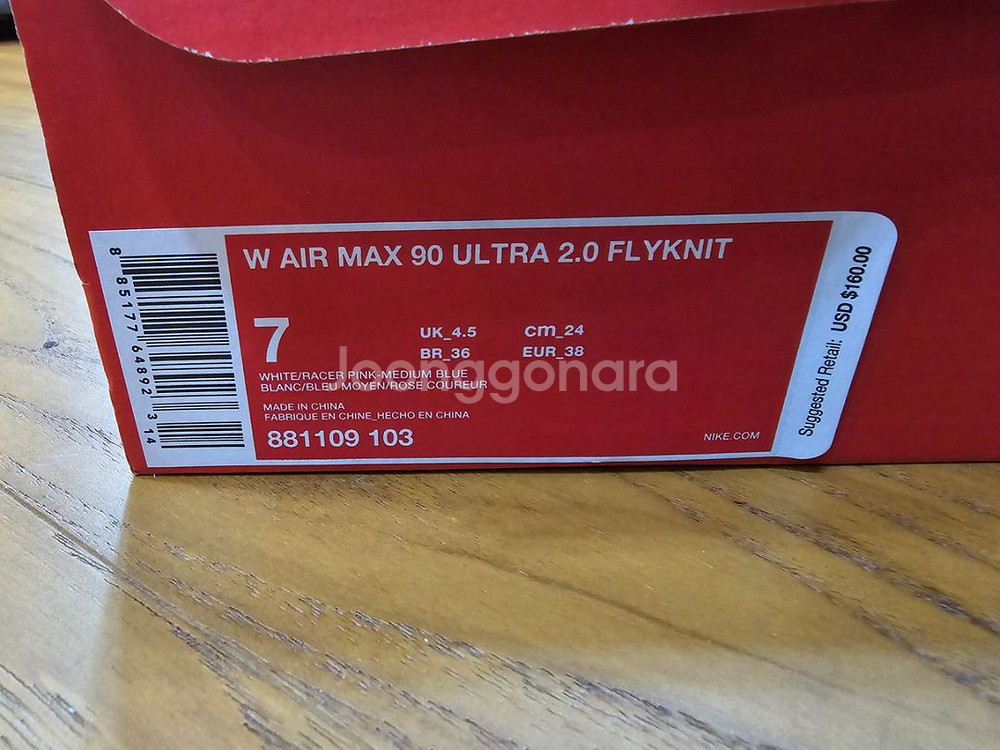 W AIR MAX 90 ULTRA 2.0 FLYKNIT
7
UK_4.5 cm_24
BR_36 EUR_38
WHITE/RACER PINK-MEDIUM BLUE
BLANC/BLEU MOYEN/ROSE COUREUR
MADE IN CHINA
FABRIQUE EN CHINE_HECHO EN CHINA
881109 103
NIKE.COM
8 85177 64892 3 14
Suggested Retail: USD $160.00
joonggonara